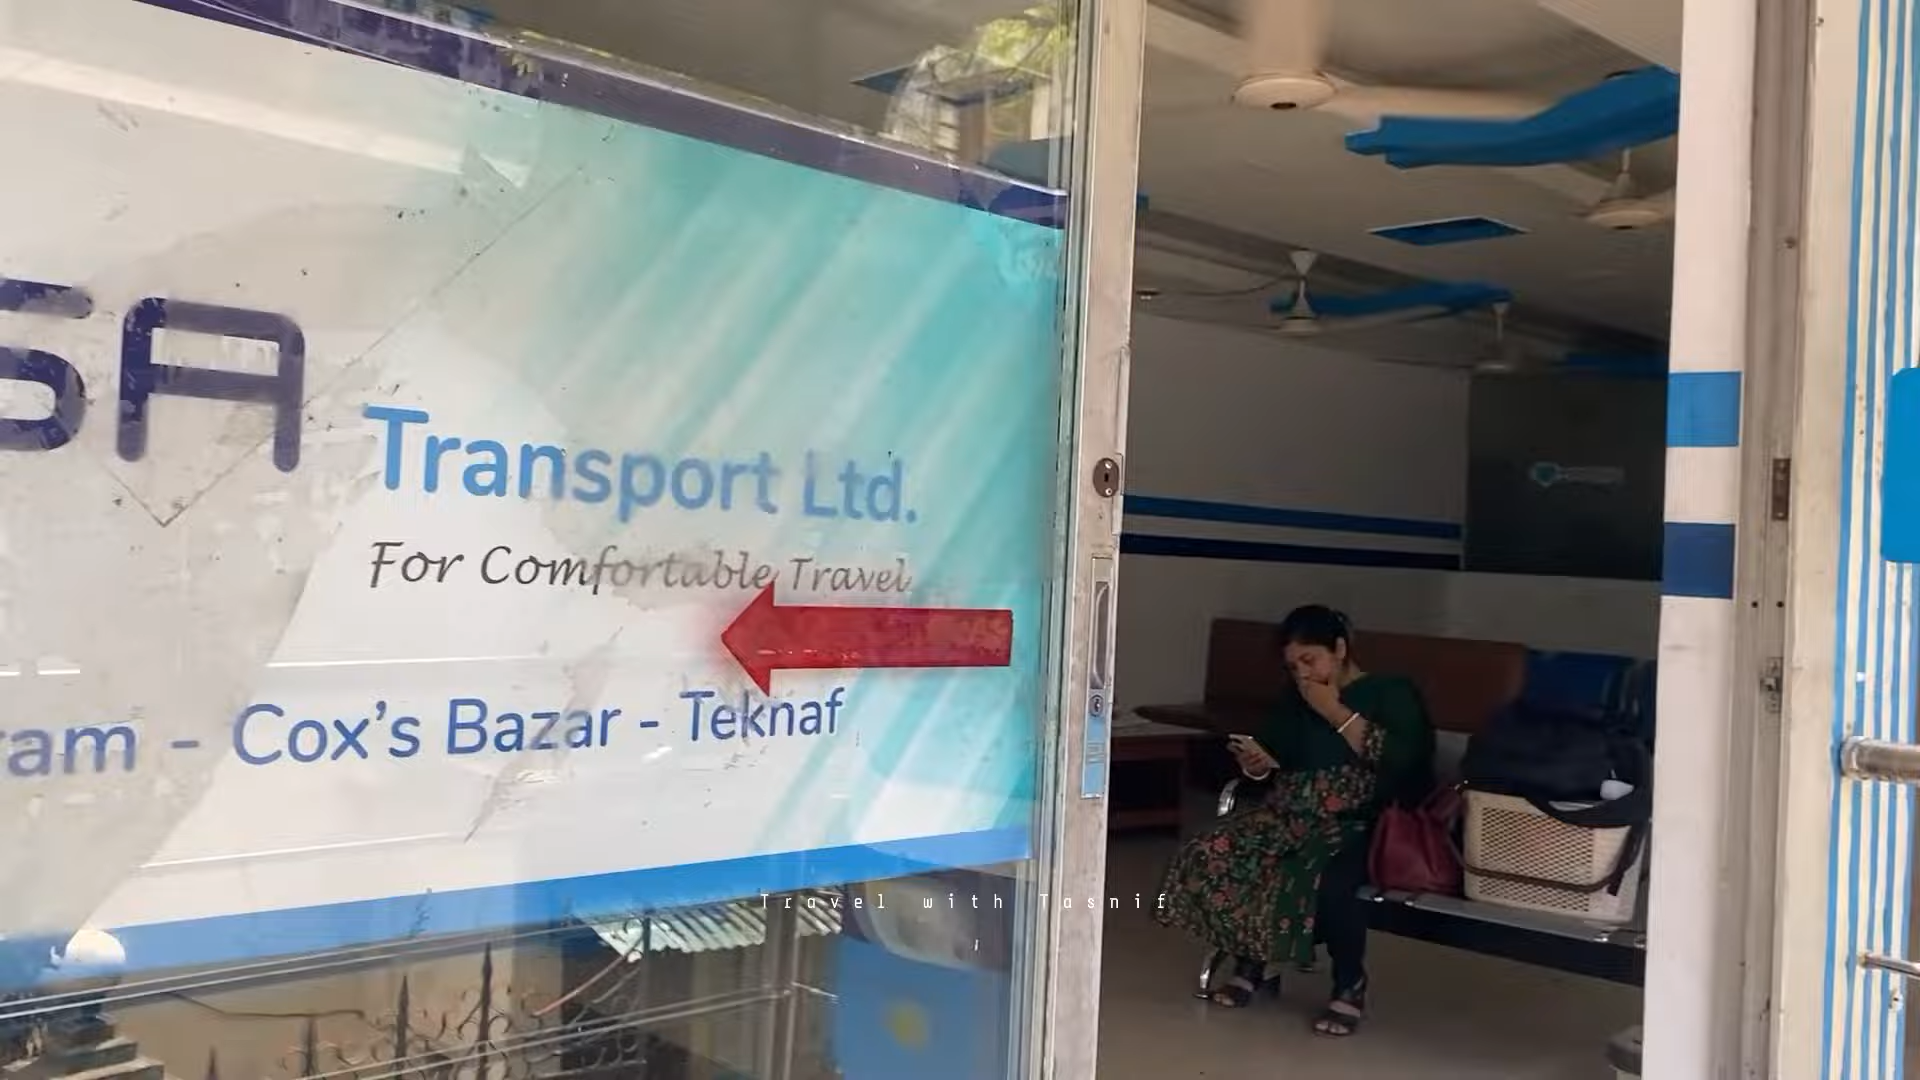 SA
Transport Ltd.
For Comfortable Travel
ram - Cox's Bazar - Teknaf
Travel with Tasnif